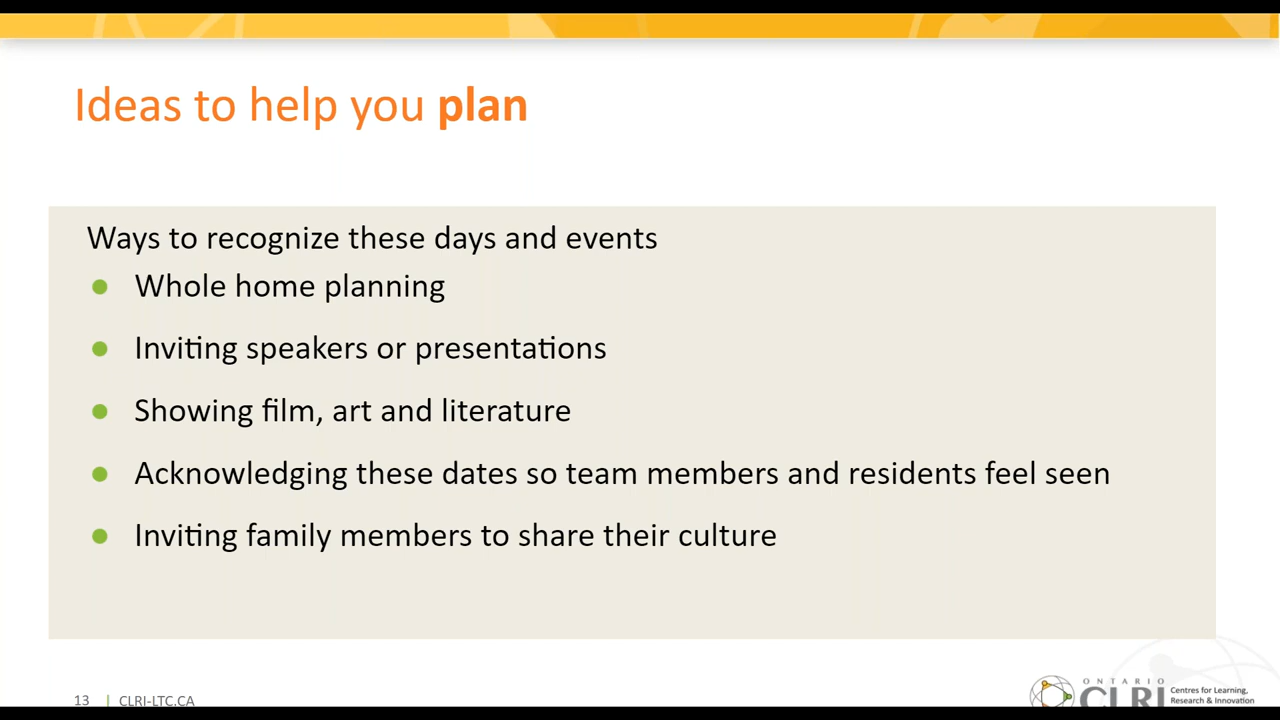 Ideas to help you plan
Ways to recognize these days and events
Whole home planning
Inviting speakers or presentations
Showing film, art and literature
Acknowledging these dates so team members and residents feel seen
Inviting family members to share their culture
13 | CLRI-LTC.CA
ONTARIO
CLRI
Centres for Learning,
Research & Innovation